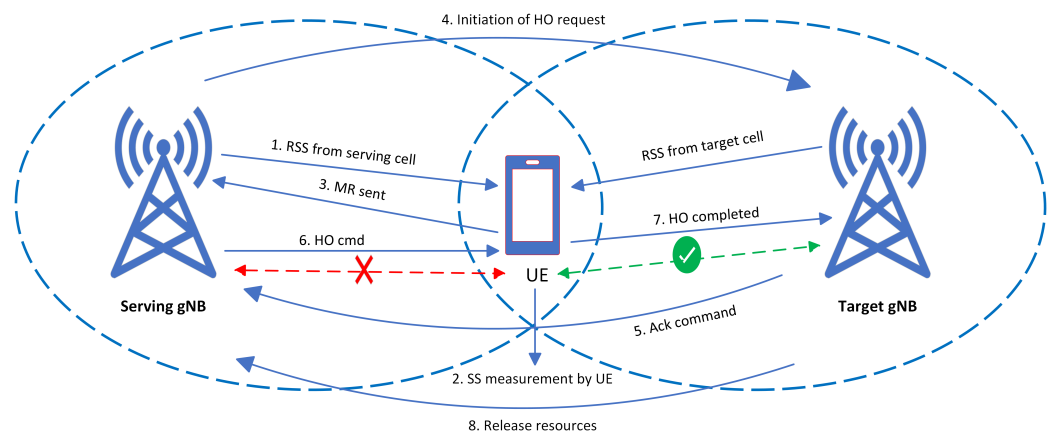 4. Initiation of HO request
1. RSS from serving cell
RSS from target cell
3. MR sent
7. HO completed
6. HO cmd
UE
Serving gNB
Target gNB
5. Ack command
2. SS measurement by UE
8. Release resources